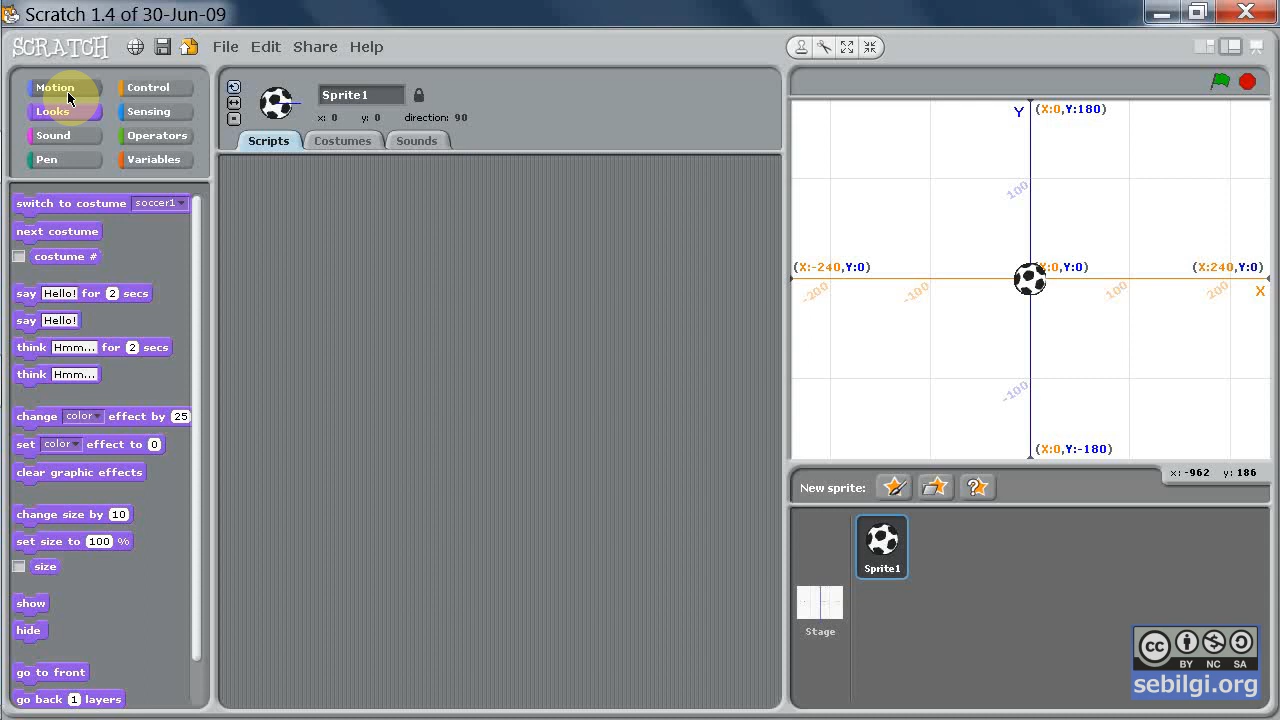 Scratch 1.4 of 30-Jun-09
SCRATCH File Edit Share Help
Motion Control
Looks Sensing
Sound Operators
Pen Variables
switch to costume soccer1
next costume
costume #
say Hello! for 2 secs
say Hello!
think Hmm... for 2 secs
think Hmm...
change color effect by 25
set color effect to 0
clear graphic effects
change size by 10
set size to 100 %
size
show
hide
go to front
go back 1 layers
Sprite1
x: 0 y: 0 direction: 90
Scripts Costumes Sounds
Y (X:0,Y:180)
100
(X:-240,Y:0) (X:0,Y:0) (X:240,Y:0)
-200 -100 100 200 X
-100
(X:0,Y:-180)
x: -962 y: 186
New sprite:
Sprite1
Stage
cc BY NC SA
sebilgi.org